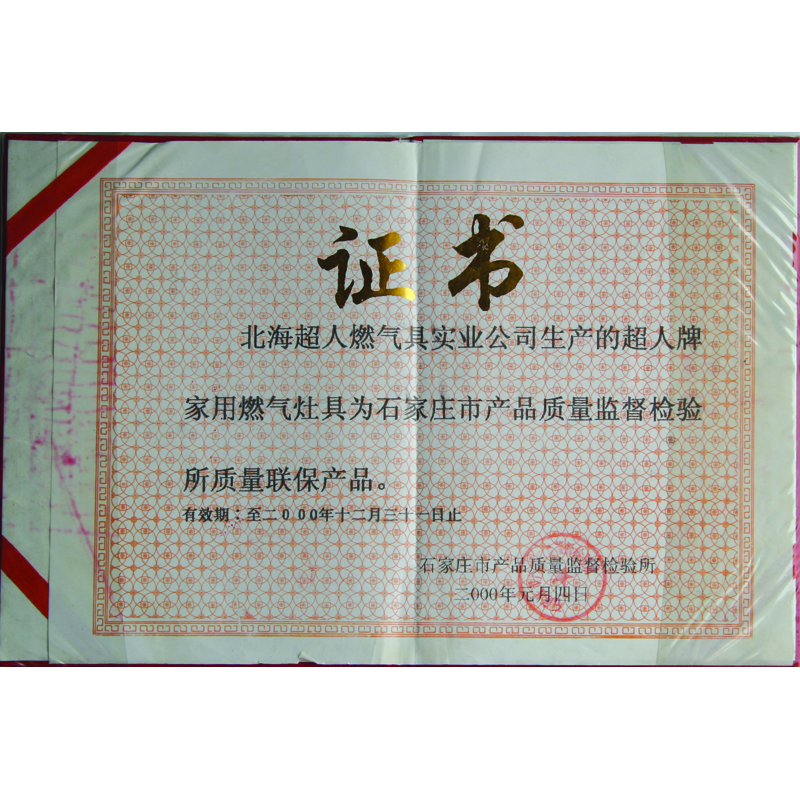 证书
北海超人燃气具实业公司生产的超人牌
家用燃气灶具为石家庄市产品质量监督检验
所质量联保产品。
有效期：至二000年十二月三十一日止
石家庄市产品质量监督检验所
二000年元月四日